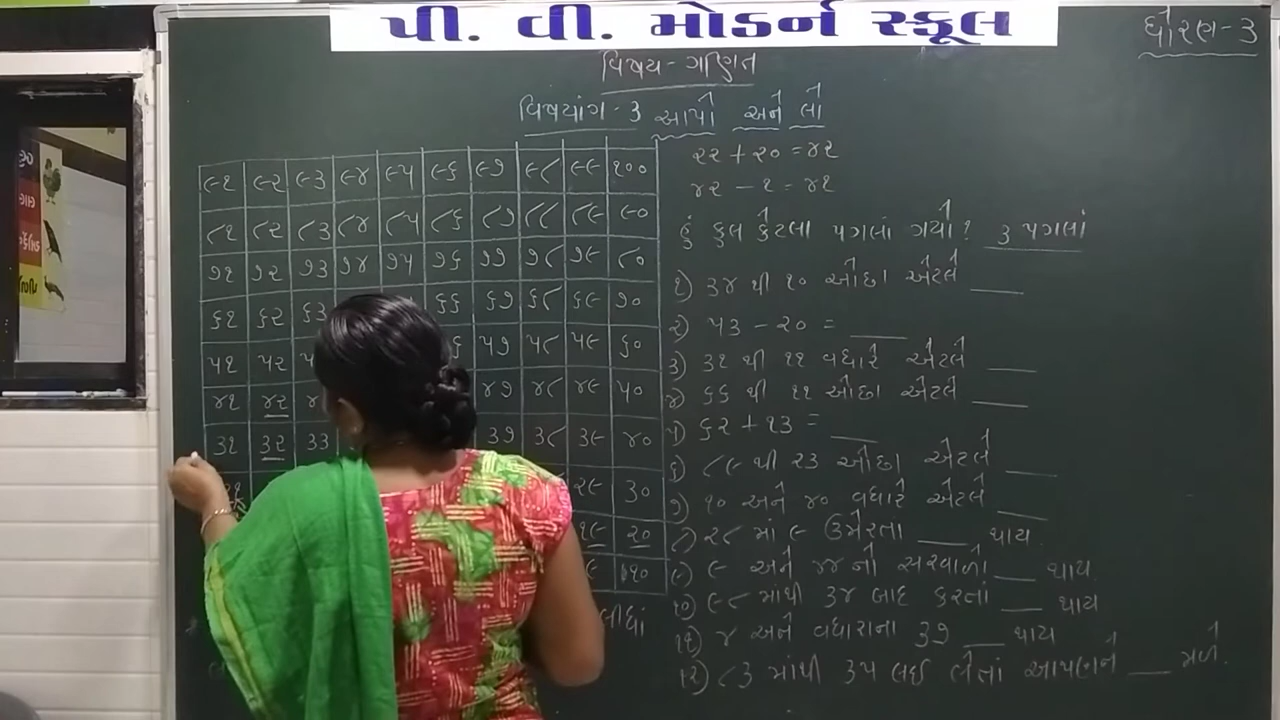 પી. વી. મોડર્ન સ્કૂલ
ધોરણ-૩
વિષય - ગણિત
વિષયાંગ - ૩ આપો અને લો
૯૧ ૯૨ ૯૩ ૯૪ ૯૫ ૯૬ ૯૭ ૯૮ ૯૯ ૧૦૦
૮૧ ૮૨ ૮૩ ૮૪ ૮૫ ૮૬ ૮૭ ૮૮ ૮૯ ૯૦
૭૧ ૭૨ ૭૩ ૭૪ ૭૫ ૭૬ ૭૭ ૭૮ ૭૯ ૮૦
૬૧ ૬૨ ૬૩ ૬૬ ૬૭ ૬૮ ૬૯ ૭૦
૫૧ ૫૨ ૫૭ ૫૮ ૫૯ ૬૦
૪૧ ૪૨ ૪૭ ૪૮ ૪૯ ૫૦
૩૧ ૩૨ ૩૩ ૩૭ ૩૮ ૩૯ ૪૦
૨૧ ૨૯ ૩૦
૧૯ ૨૦
૧૦
લીધાં
૨૨ + ૨૦ = ૪૨
૪૨ - ૧ = ૪૧
હું કુલ કેટલા પગલાં ગયો? ૩ પગલાં
૧) ૩૪ થી ૧૦ ઓછા એટલે ___
૨) ૫૩ - ૨૦ = ___
૩) ૩૧ થી ૧૧ વધારે એટલે ___
૪) ૬૬ થી ૧૧ ઓછા એટલે ___
૫) ૬૨ + ૧૩ = ___
૬) ૮૯ થી ૨૩ ઓછા એટલે ___
૭) ૧૦ અને ૪૦ વધારે એટલે ___
૮) ૨૮ માં ૯ ઉમેરતા ___ થાય
૯) ૯ અને ૪૪ નો સરવાળો ___ થાય
૧૦) ૯૮ માંથી ૩૪ બાદ કરતાં ___ થાય
૧૧) ૪ અને વધારાના ૩૭ ___ થાય
૧૨) ૮૩ માંથી ૩૫ લઈ લેતાં આપણને ___ મળે.